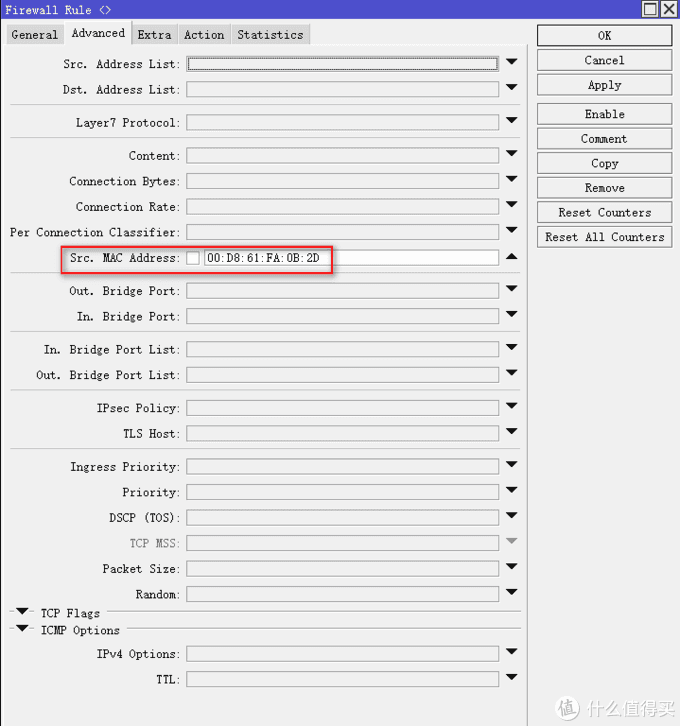 Firewall Rule <>
General Advanced Extra Action Statistics
Src. Address List:
Dst. Address List:
Layer7 Protocol:
Content:
Connection Bytes:
Connection Rate:
Per Connection Classifier:
Src. MAC Address: 00:D8:61:FA:0B:2D
Out. Bridge Port:
In. Bridge Port:
In. Bridge Port List:
Out. Bridge Port List:
IPsec Policy:
TLS Host:
Ingress Priority:
Priority:
DSCP (TOS):
TCP MSS:
Packet Size:
Random:
TCP Flags
ICMP Options
IPv4 Options:
TTL:
OK
Cancel
Apply
Enable
Comment
Copy
Remove
Reset Counters
Reset All Counters
值 什么值得买